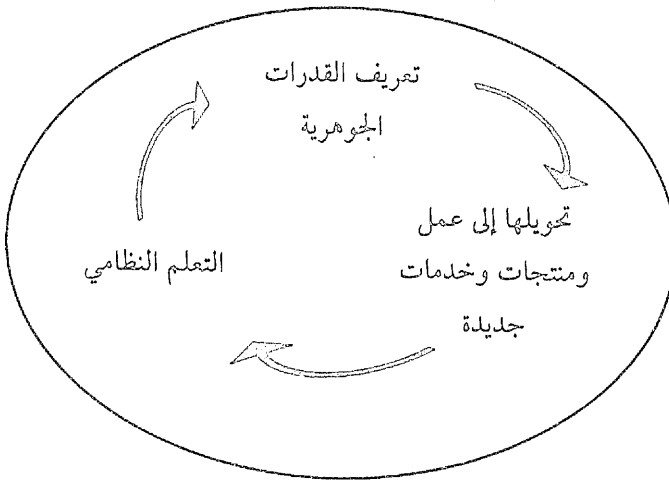 تعريف القدرات
الجوهرية
تحويلها إلى عمل
ومنتجات وخدمات
جديدة
التعلم النظامي